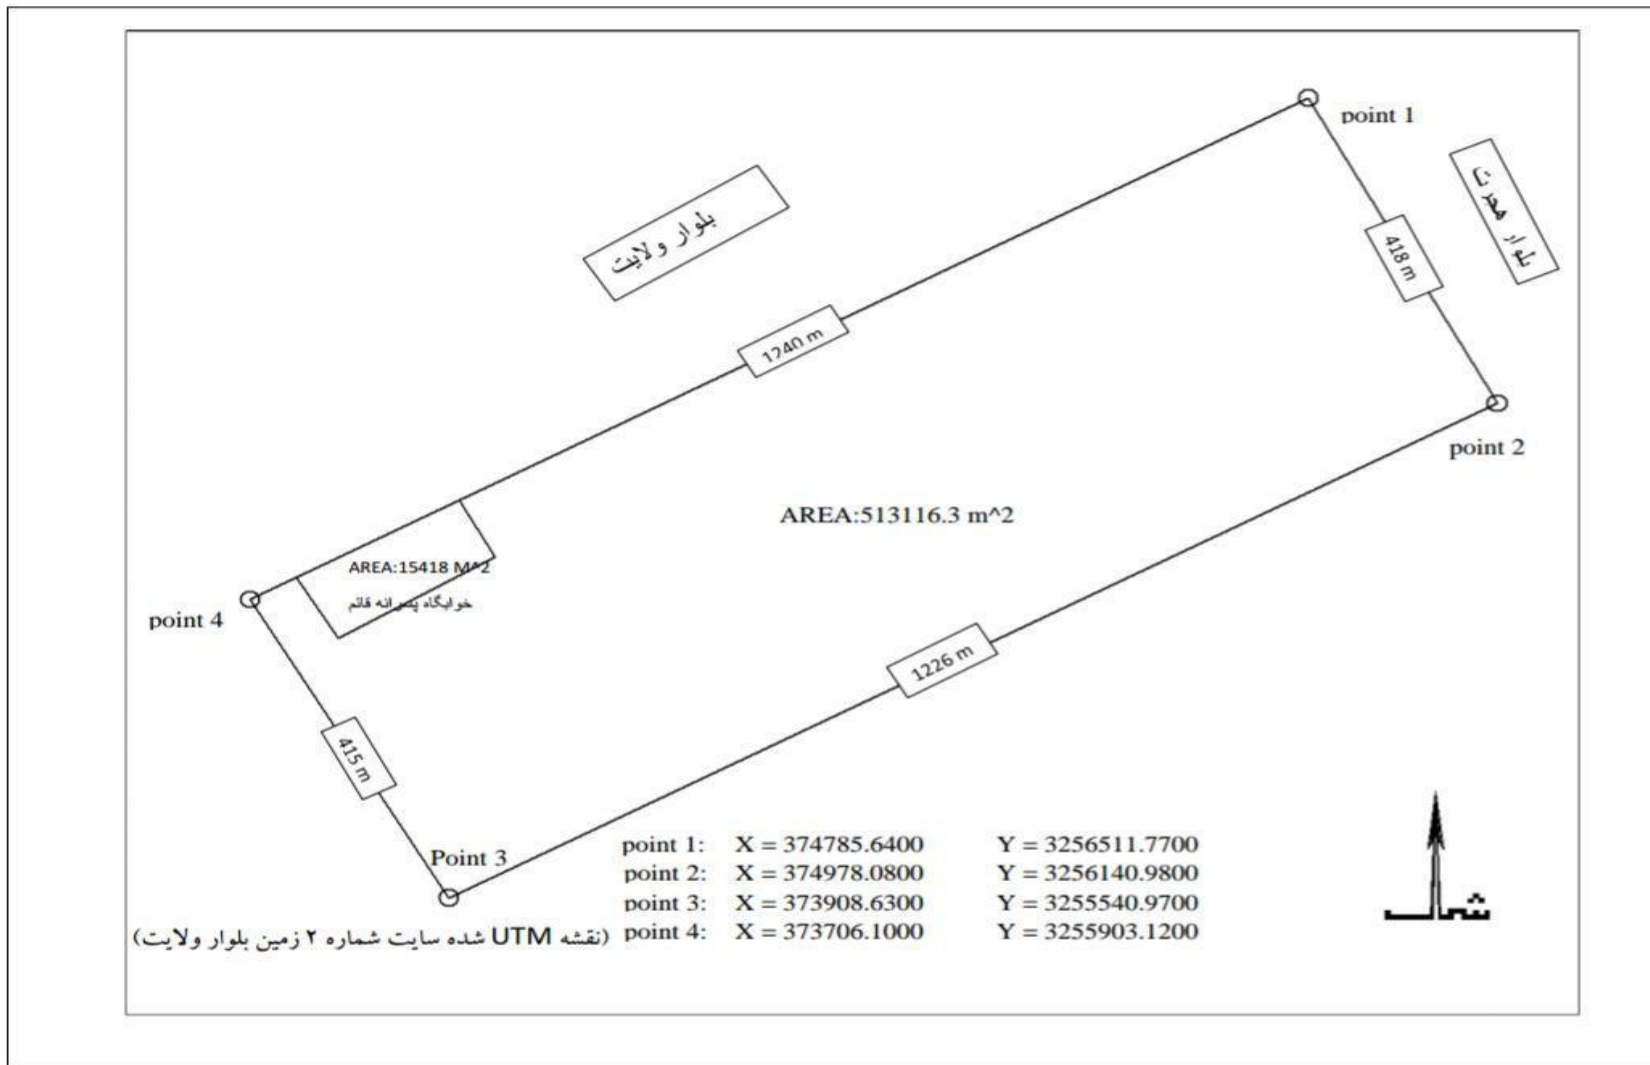 point 1
بلوار هجرت
بلوار ولایت
418 m
1240 m
point 2
AREA:513116.3 m^2
AREA:15418 M^2
خوابگاه پسرانه قائم
point 4
1226 m
415 m
Point 3
point 1: X = 374785.6400 Y = 3256511.7700
point 2: X = 374978.0800 Y = 3256140.9800
point 3: X = 373908.6300 Y = 3255540.9700
point 4: X = 373706.1000 Y = 3255903.1200
(نقشه UTM شده سایت شماره ۲ زمین بلوار ولایت)